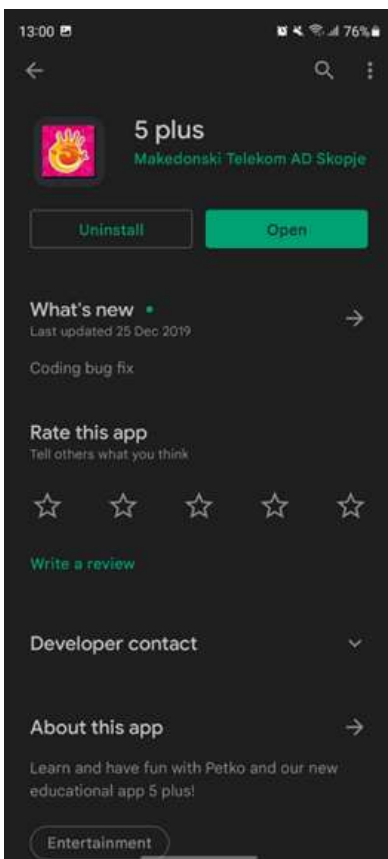 13:00 76%
5 plus
Makedonski Telekom AD Skopje
Uninstall Open
What's new •
Last updated 25 Dec 2019
Coding bug fix
Rate this app
Tell others what you think
Write a review
Developer contact
About this app
Learn and have fun with Petko and our new
educational app 5 plus!
Entertainment